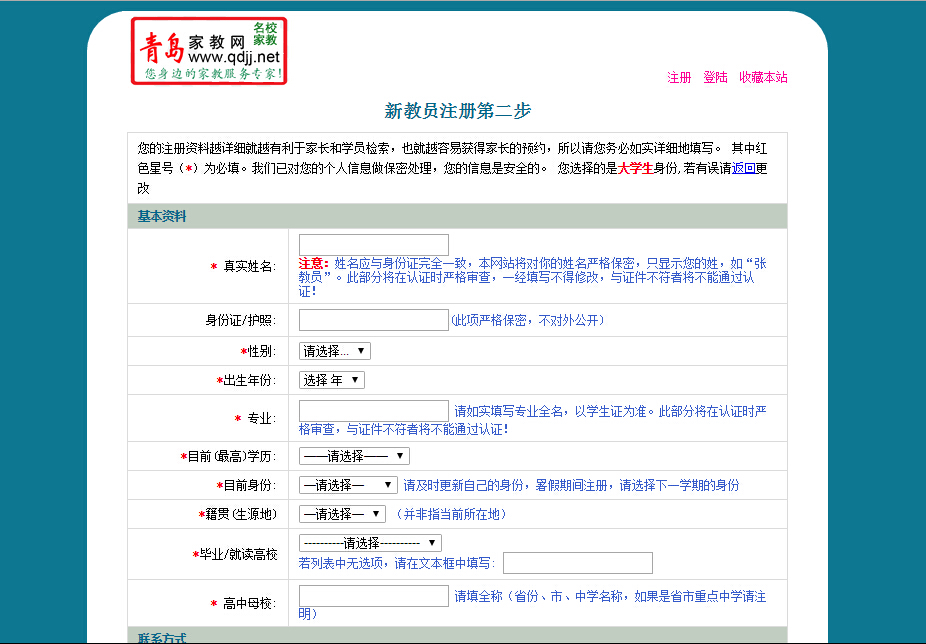 青岛家教网 名校家教
www.qdjj.net
您身边的家教服务专家!
注册 登陆 收藏本站
新教员注册第二步
您的注册资料越详细就越有利于家长和学员检索，也就越容易获得家长的预约，所以请您务必如实详细地填写。 其中红
色星号（*）为必填。我们已对您的个人信息做保密处理，您的信息是安全的。 您选择的是大学生身份, 若有误请返回更
改
基本资料
* 真实姓名：
注意：姓名应与身份证完全一致，本网站将对你的姓名严格保密，只显示您的姓，如“张
教员”。此部分将在认证时严格审查，一经填写不得修改，与证件不符者将不能通过认
证！
身份证/护照： (此项严格保密，不对外公开)
*性别： 请选择... ▼
*出生年份： 选择 年 ▼
* 专业： 请如实填写专业全名，以学生证为准。此部分将在认证时严
格审查，与证件不符者将不能通过认证！
*目前(最高)学历： ——请选择—— ▼
*目前身份： —请选择— ▼ 请及时更新自己的身份，暑假期间注册，请选择下一学期的身份
*籍贯(生源地) —请选择— ▼ （并非指当前所在地）
*毕业/就读高校 ----------请选择---------- ▼
若列表中无选项，请在文本框中填写：
* 高中母校： 请填全称（省份、市、中学名称，如果是省市重点中学请注
明）
联系方式